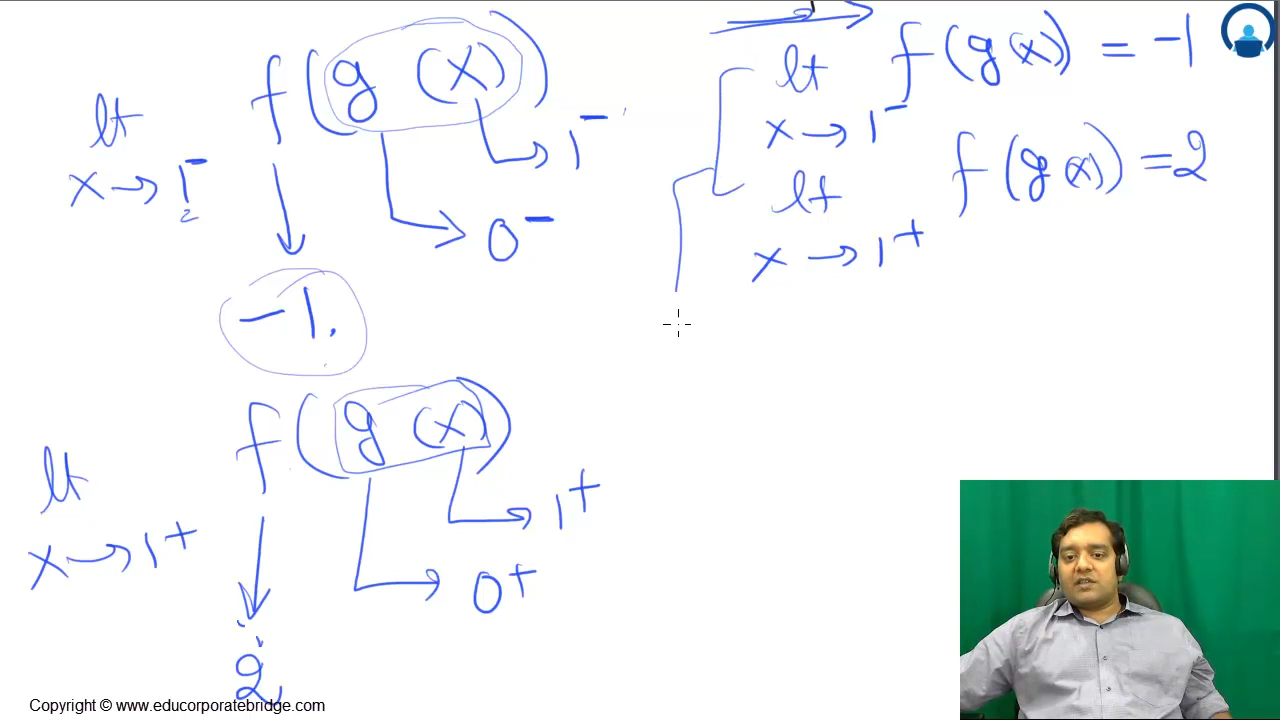 lt f(g(x))
x → 1⁻
1⁻
0⁻
-1.
lt f(g(x))
x → 1⁺
1⁺
0⁺
2
lt f(g(x)) = -1
x → 1⁻
lt f(g(x)) = 2
x → 1⁺
Copyright © www.educorporatebridge.com